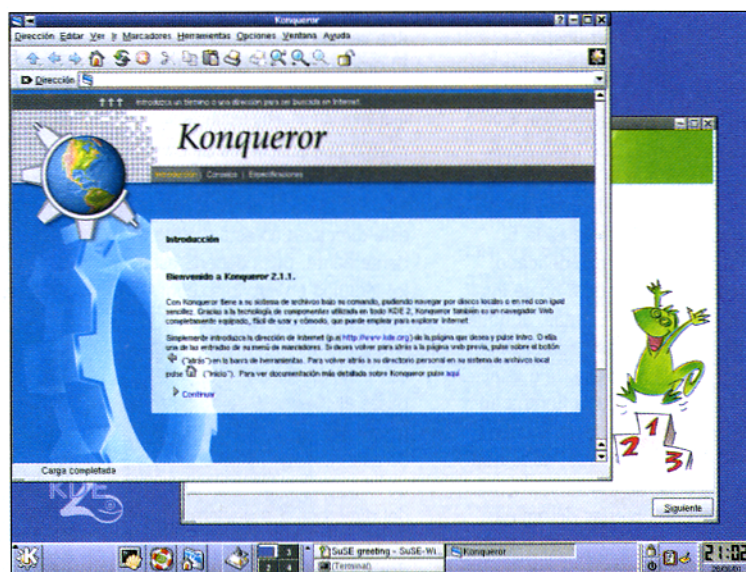 Konqueror
Dirección Editar Ver Ir Marcadores Herramientas Opciones Ventana Ayuda
Dirección
Introduzca un término o una dirección para ser buscada en Internet
Konqueror
Introducción | Conseios | Especificaciones
Introducción
Bienvenido a Konqueror 2.1.1.
Con Konqueror tiene a su sistema de archivos bajo su comando, pudiendo navegar por discos locales o en red con igual
sencillez. Gracias a la tecnología de componentes utilizada en todo KDE 2, Konqueror también es un navegador Web
completamente equipado, fácil de usar y cómodo, que puede emplear para explorar Internet.
Simplemente introduzca la dirección de Internet (p.ej http://www.kde.org) de la página que desea y pulse Intro. O elija
una de las entradas de su menú de marcadores. Si desea volver para atrás a la página web previa, pulse sobre el botón
("atrás") en la barra de herramientas. Para volver atrás a su directorio personal en su sistema de archivos local
pulse ("Inicio"). Para ver documentación más detallada sobre Konqueror pulse aquí
Continuar
1
2
3
Carga completada
KDE
Siguiente
K
3
2 4
SuSE greeting - SuSE-Wi...
Konqueror
(Terminal)
21:02